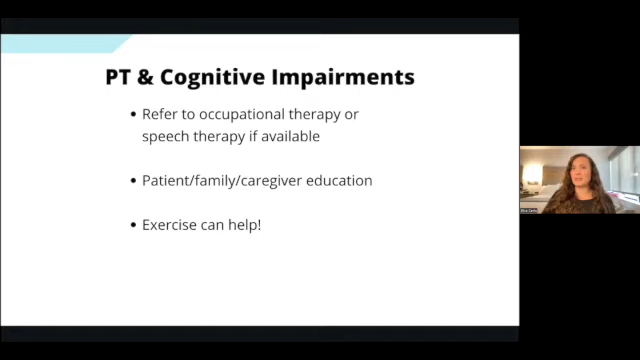 PT & Cognitive Impairments
• Refer to occupational therapy or
speech therapy if available
• Patient/family/caregiver education
• Exercise can help!